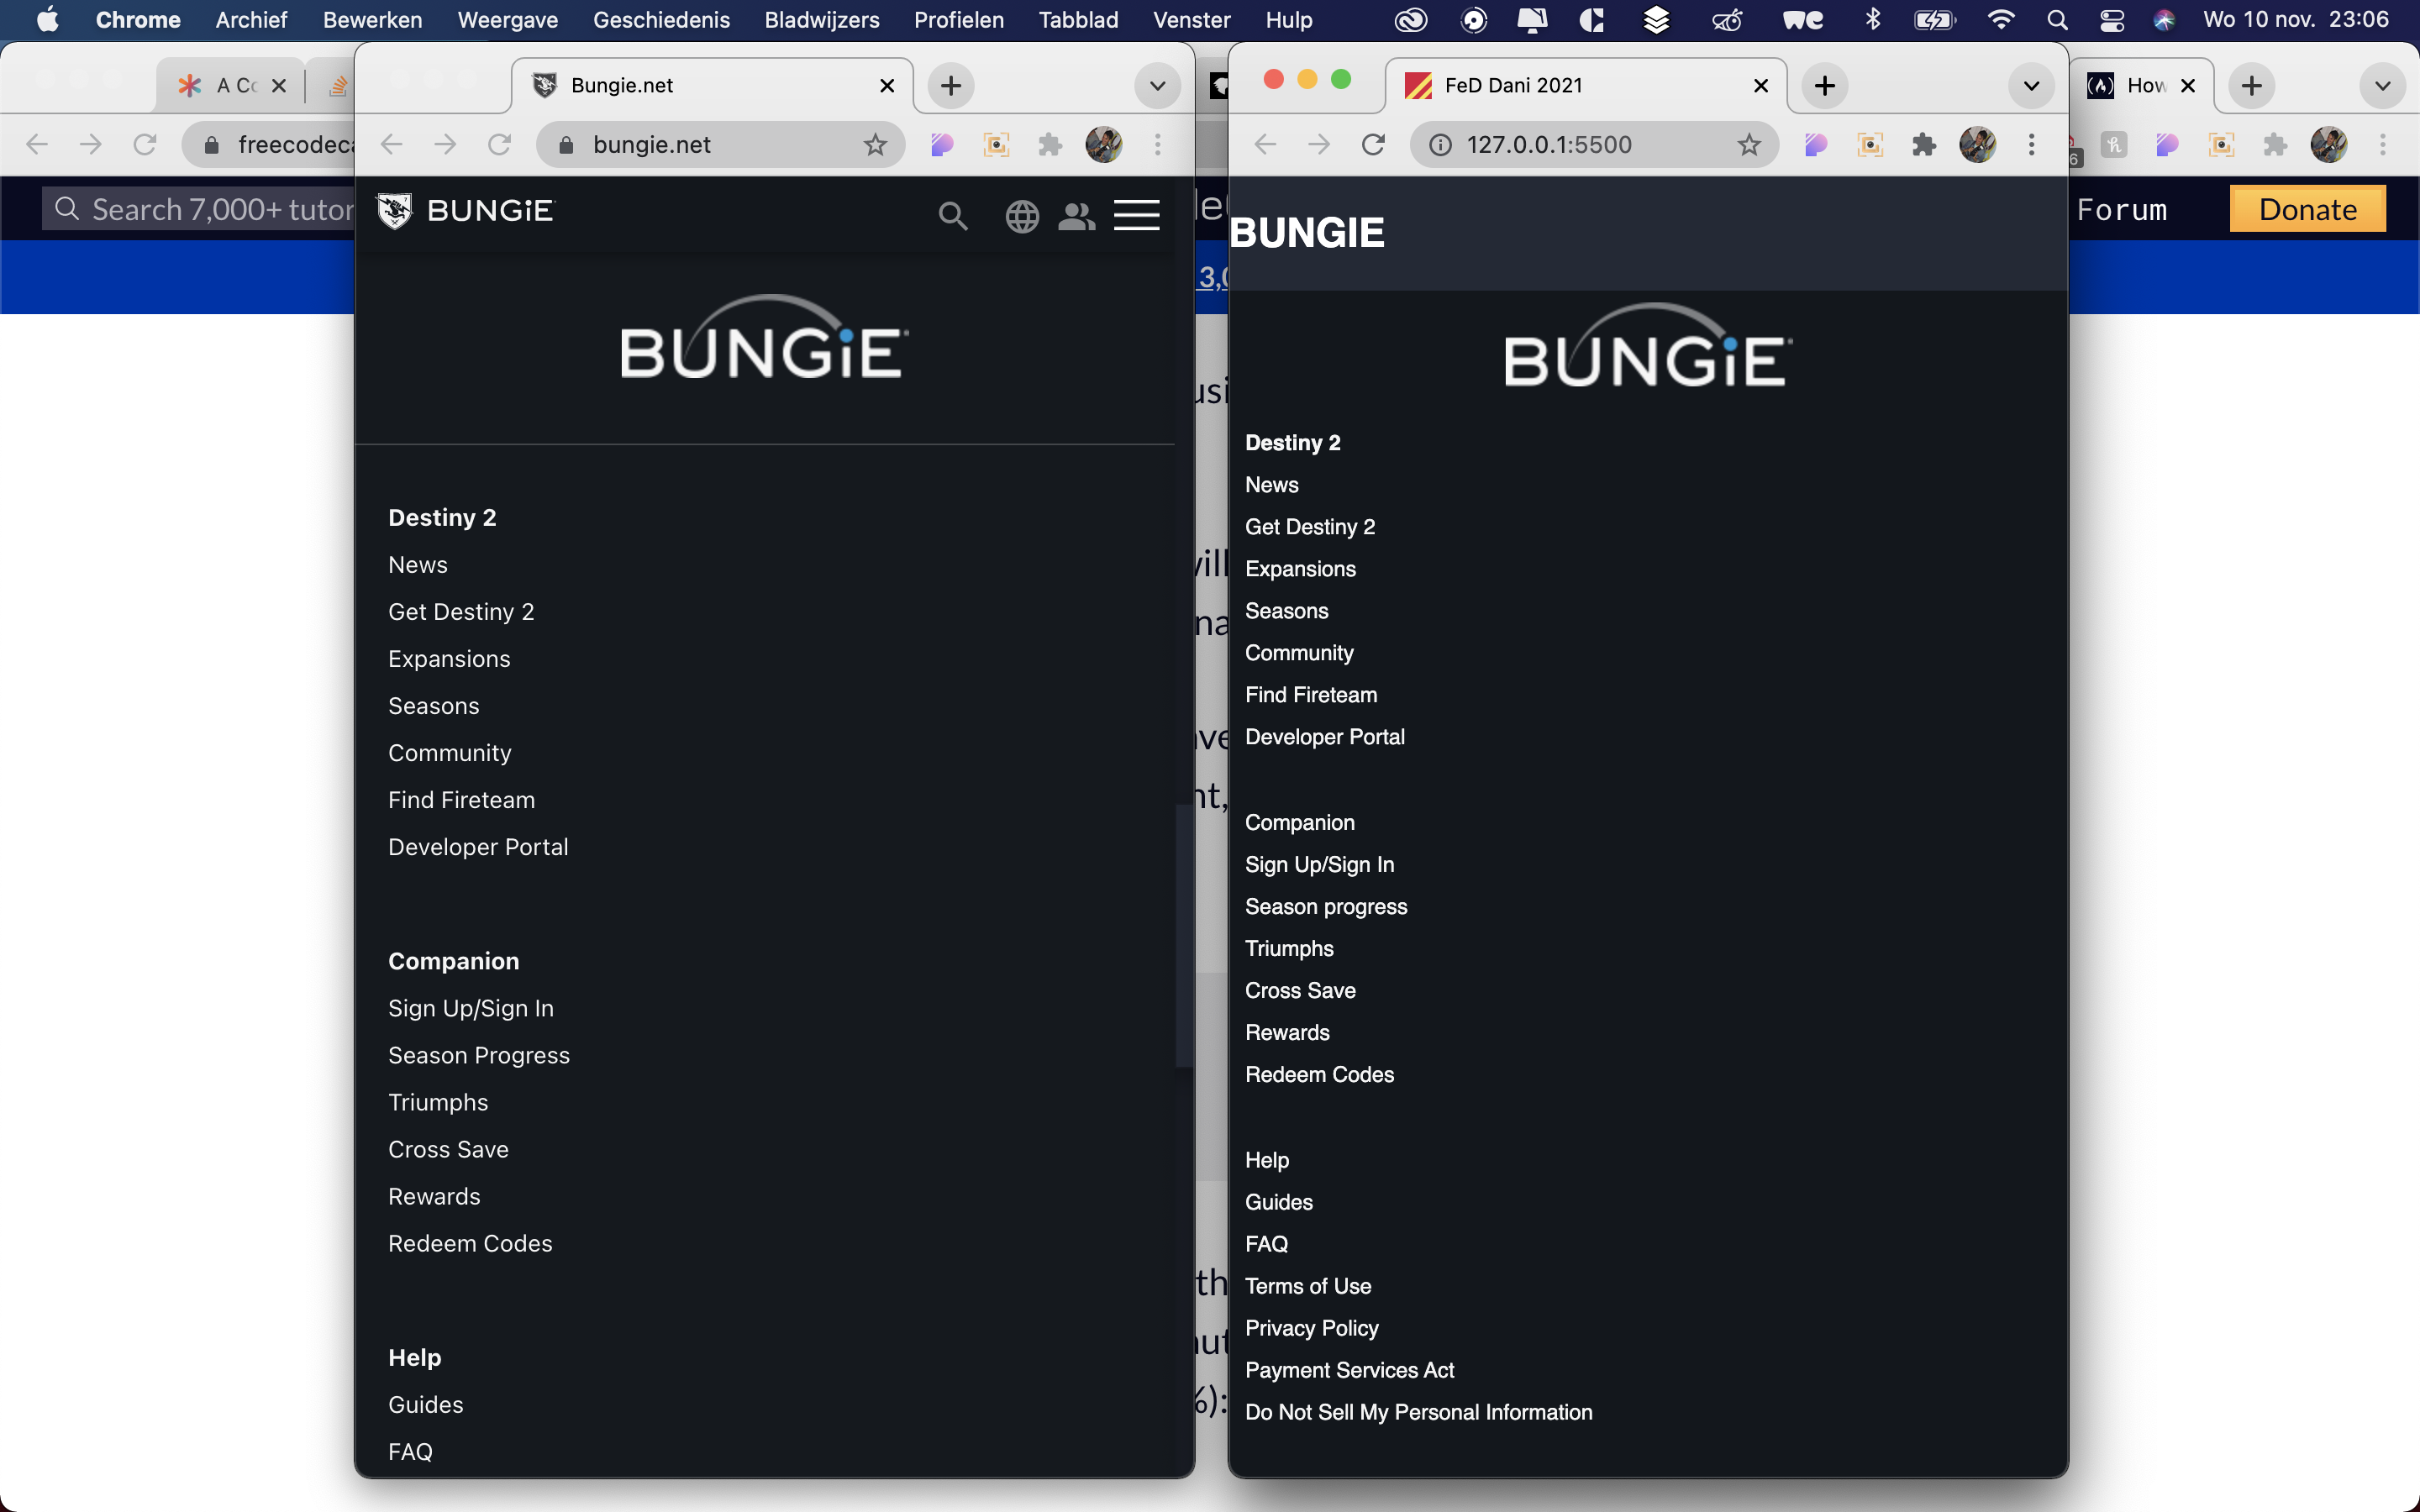 Chrome Archief Bewerken Weergave Geschiedenis Bladwijzers Profielen Tabblad Venster Hulp Wo 10 nov. 23:06
Bungie.net
FeD Dani 2021
How
bungie.net
127.0.0.1:5500
Search 7,000+ tutor
Forum
Donate
BUNGiE
BUNGiE
Destiny 2
News
Get Destiny 2
Expansions
Seasons
Community
Find Fireteam
Developer Portal
Companion
Sign Up/Sign In
Season Progress
Triumphs
Cross Save
Rewards
Redeem Codes
Help
Guides
FAQ
BUNGIE
BUNGiE
Destiny 2
News
Get Destiny 2
Expansions
Seasons
Community
Find Fireteam
Developer Portal
Companion
Sign Up/Sign In
Season progress
Triumphs
Cross Save
Rewards
Redeem Codes
Help
Guides
FAQ
Terms of Use
Privacy Policy
Payment Services Act
Do Not Sell My Personal Information